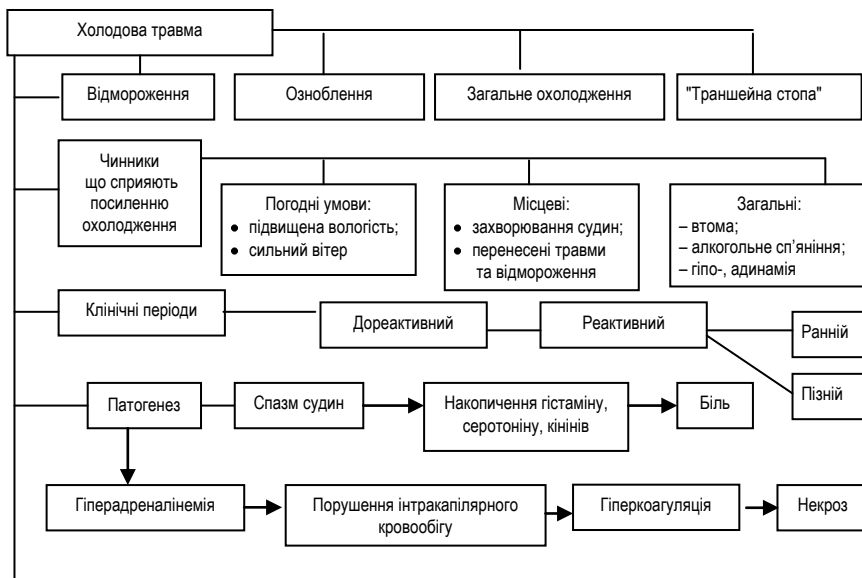 Холодова травма
Відмороження
Озноблення
Загальне охолодження
"Траншейна стопа"
Чинники
що сприяють
посиленню
охолодження
Погодні умови:
• підвищена вологість;
• сильний вітер
Місцеві:
• захворювання судин;
• перенесені травми
та відмороження
Загальні:
– втома;
– алкогольне сп’яніння;
– гіпо-, адинамія
Клінічні періоди
Дореактивний
Реактивний
Ранній
Пізній
Патогенез
Спазм судин
Накопичення гістаміну,
серотоніну, кінінів
Біль
Гіперадреналінемія
Порушення інтракапілярного
кровообігу
Гіперкоагуляція
Некроз